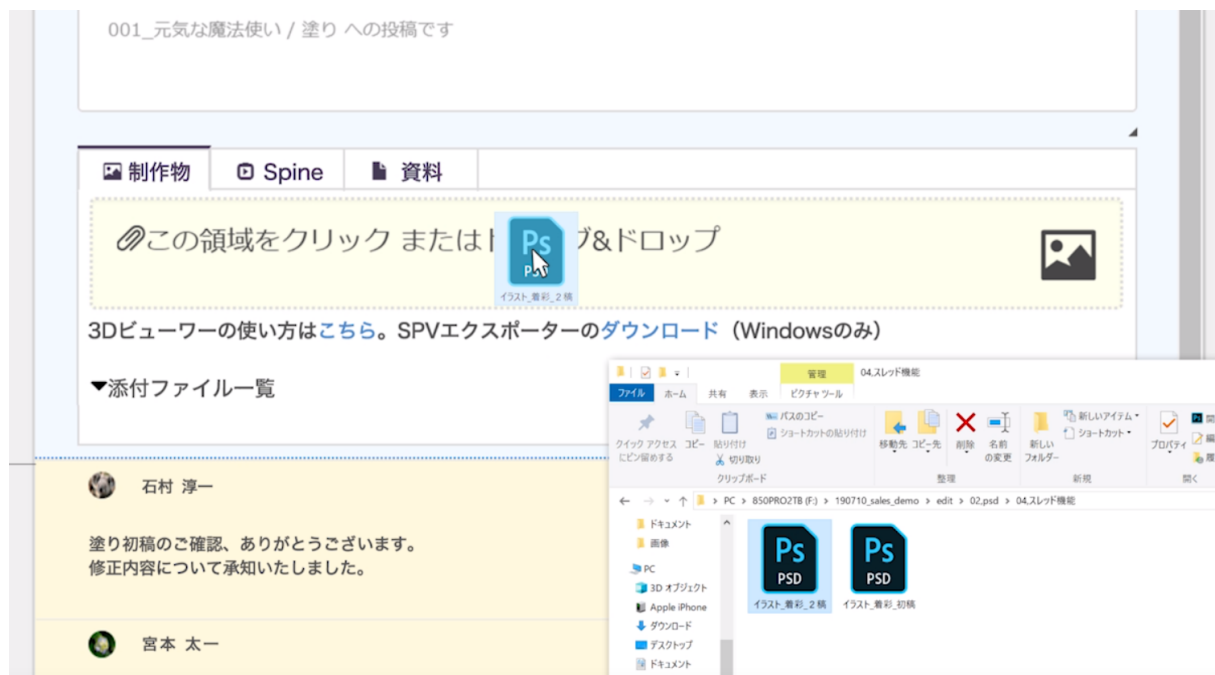 001_元気な魔法使い / 塗り への投稿です
制作物 Spine 資料
この領域をクリック または ブ&ドロップ
Ps
PSD
イラスト_着彩_2稿
3Dビューワーの使い方はこちら。SPVエクスポーターのダウンロード（Windowsのみ）
添付ファイル一覧
石村 淳一
塗り初稿のご確認、ありがとうございます。
修正内容について承知いたしました。
宮本 太一
管理 04.スレッド機能
ファイル ホーム 共有 表示 ピクチャ ツール
クイック アクセス
にピン留めする
コピー
貼り付け
パスのコピー
ショートカットの貼り付け
切り取り
クリップボード
移動先 コピー先 削除 名前
の変更
整理
新しい
フォルダー
新しいアイテム
ショートカット
新規
プロパティ
開く
PC > 850PRO2TB (F:) > 190710_sales_demo > edit > 02.psd > 04.スレッド機能
ドキュメント
画像
PC
3D オブジェクト
Apple iPhone
ダウンロード
デスクトップ
ドキュメント
Ps
PSD
イラスト_着彩_2稿
Ps
PSD
イラスト_着彩_初稿